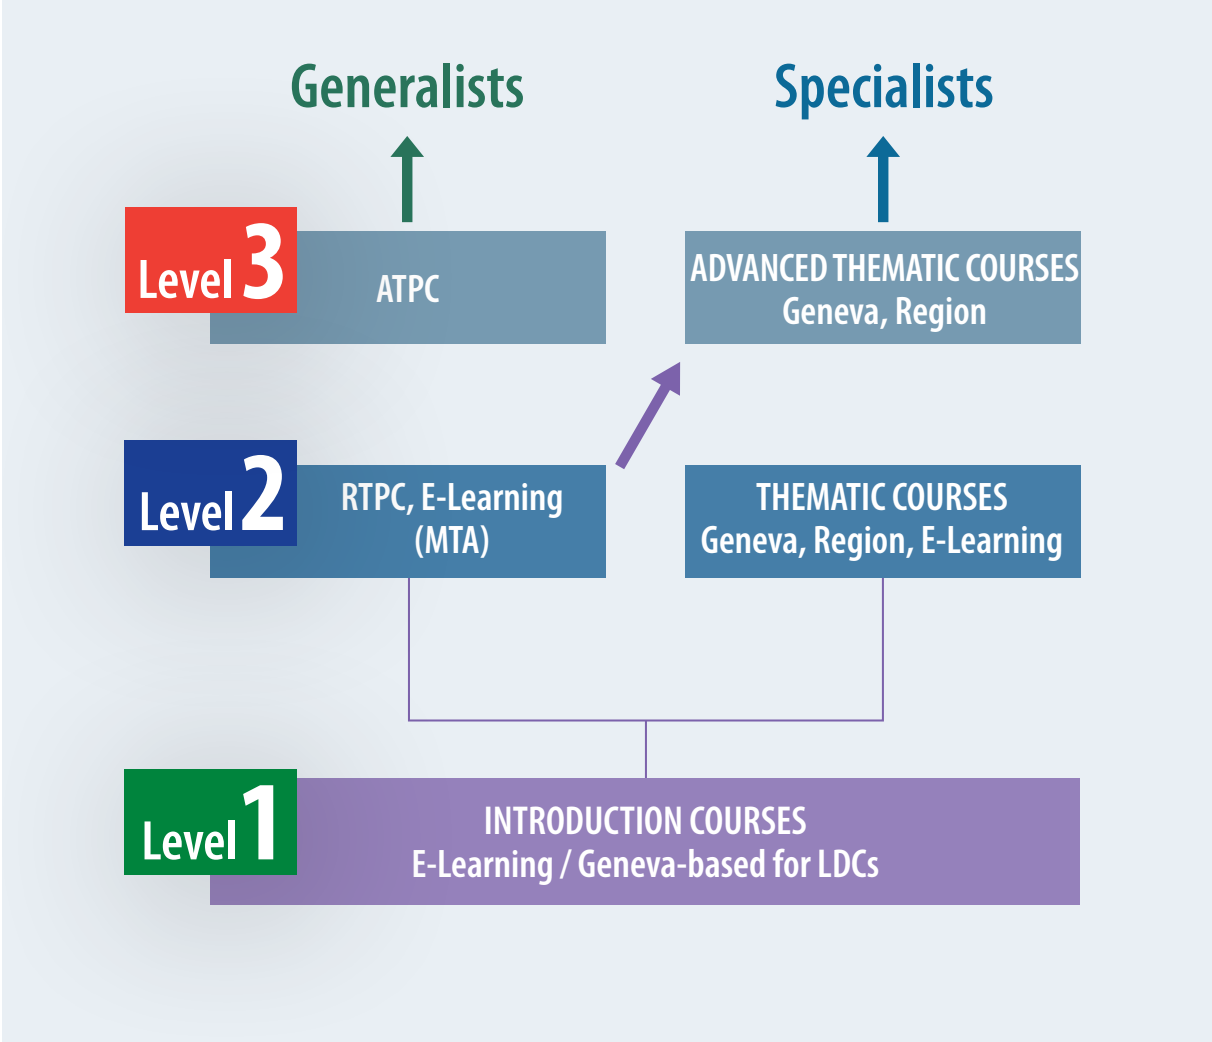 Generalists
Specialists
Level 3
ATPC
ADVANCED THEMATIC COURSES
Geneva, Region
Level 2
RTPC, E-Learning
(MTA)
THEMATIC COURSES
Geneva, Region, E-Learning
Level 1
INTRODUCTION COURSES
E-Learning / Geneva-based for LDCs